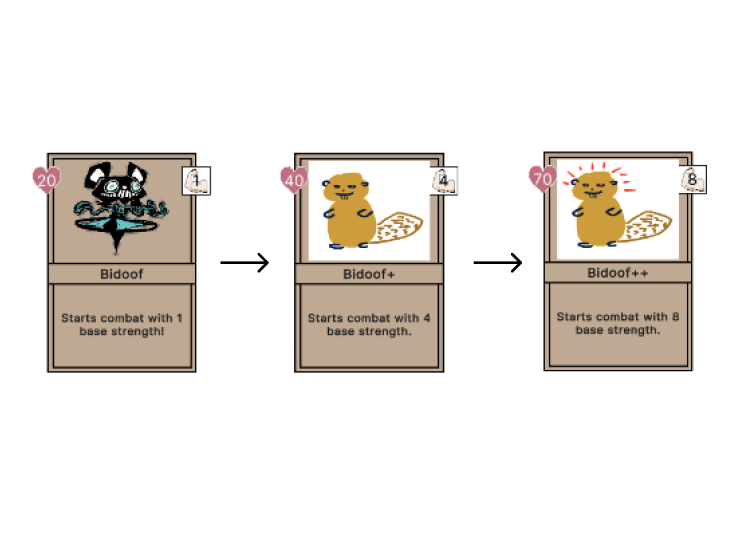 20
1
Bidoof
Starts combat with 1
base strength!
40
4
Bidoof+
Starts combat with 4
base strength.
70
8
Bidoof++
Starts combat with 8
base strength.